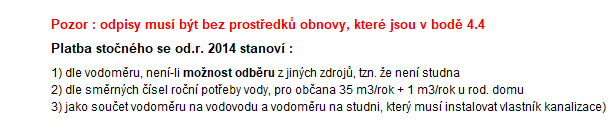 Pozor : odpisy musí být bez prostředků obnovy, které jsou v bodě 4.4
Platba stočného se od.r. 2014 stanoví :
1) dle vodoměru, není-li možnost odběru z jiných zdrojů, tzn. že není studna
2) dle směrných čísel roční potřeby vody, pro občana 35 m3/rok + 1 m3/rok u rod. domu
3) jako součet vodoměru na vodovodu a vodoměru na studni, který musí instalovat vlastník kanalizace)